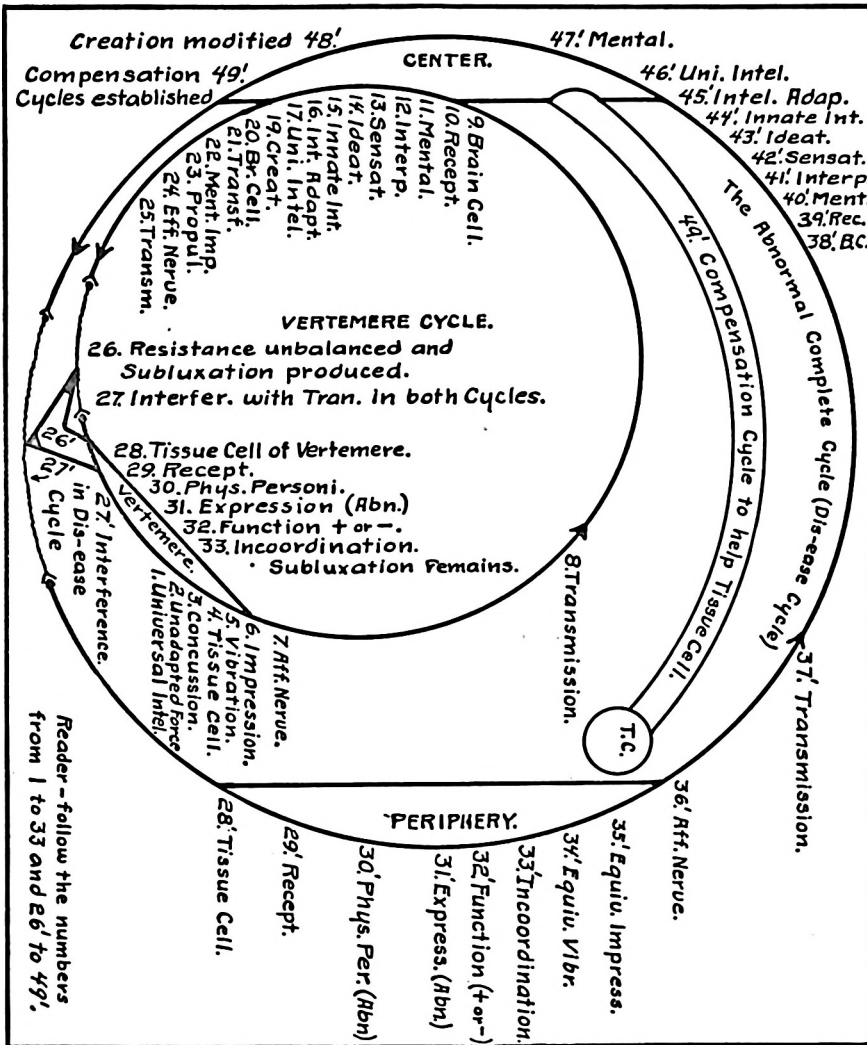 Creation modified 48'.
Compensation 49'.
Cycles established
CENTER.
47'. Mental.
46'. Uni. Intel.
45'. Intel. Adap.
44'. Innate Int.
43'. Ideat.
42'. Sensat.
41'. Interp
40'. Ment.
39'. Rec.
38'. B.C.
The Abnormal Complete Cycle (Dis-ease Cycle)
37'. Transmission.
49'. Compensation Cycle to help Tissue Cell.
T.C.
9. Brain Cell.
10. Recept.
11. Mental.
12. Interp.
13. Sensat.
14. Ideat.
15. Innate Int.
16. Int. Adapt.
17. Uni. Intel.
19. Creat.
20. Br. Cell.
21. Transf.
22. Ment. Imp.
23. Propul.
24. Eff. Nerve.
25. Transm.
VERTEMERE CYCLE.
26. Resistance unbalanced and
Subluxation produced.
27. Interfer. with Tran. in both Cycles.
28. Tissue Cell of Vertemere.
29. Recept.
30. Phys. Personi.
31. Expression (Abn.)
32. Function + or −.
33. Incoordination.
Subluxation Remains.
26'
27'
Vertemere.
27'. Interference.
in Dis-ease
Cycle
1. Universal Intel.
2. Unadapted Force
3. Concussion.
4. Tissue Cell.
5. Vibration.
6. Impression.
7. Aff. Nerve.
8. Transmission.
PERIPHERY.
28'. Tissue Cell.
29'. Recept.
30'. Phys. Per. (Abn)
31'. Express. (Abn)
32'. Function (+ or −)
33'. Incoordination.
34'. Equiv. Vibr.
35'. Equiv. Impress.
36'. Aff. Nerve.
Reader – follow the numbers
from 1 to 33 and 26' to 49'.